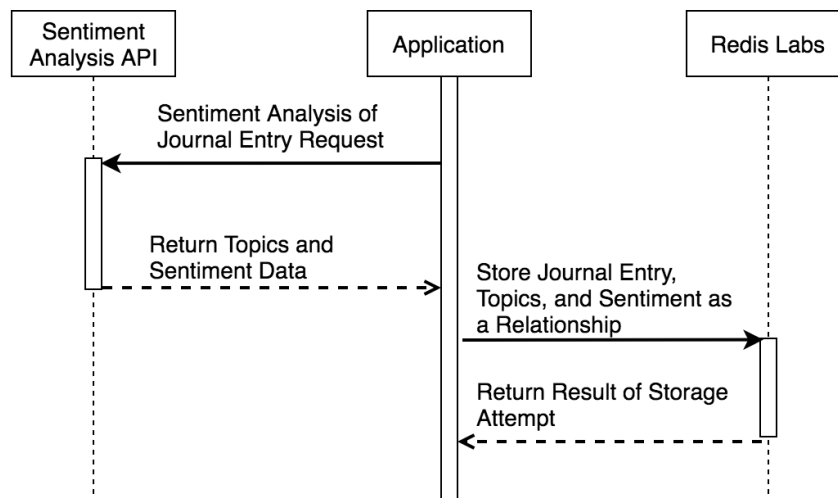 Sentiment
Analysis API
Application
Redis Labs
Sentiment Analysis of
Journal Entry Request
Return Topics and
Sentiment Data
Store Journal Entry,
Topics, and Sentiment as
a Relationship
Return Result of Storage
Attempt